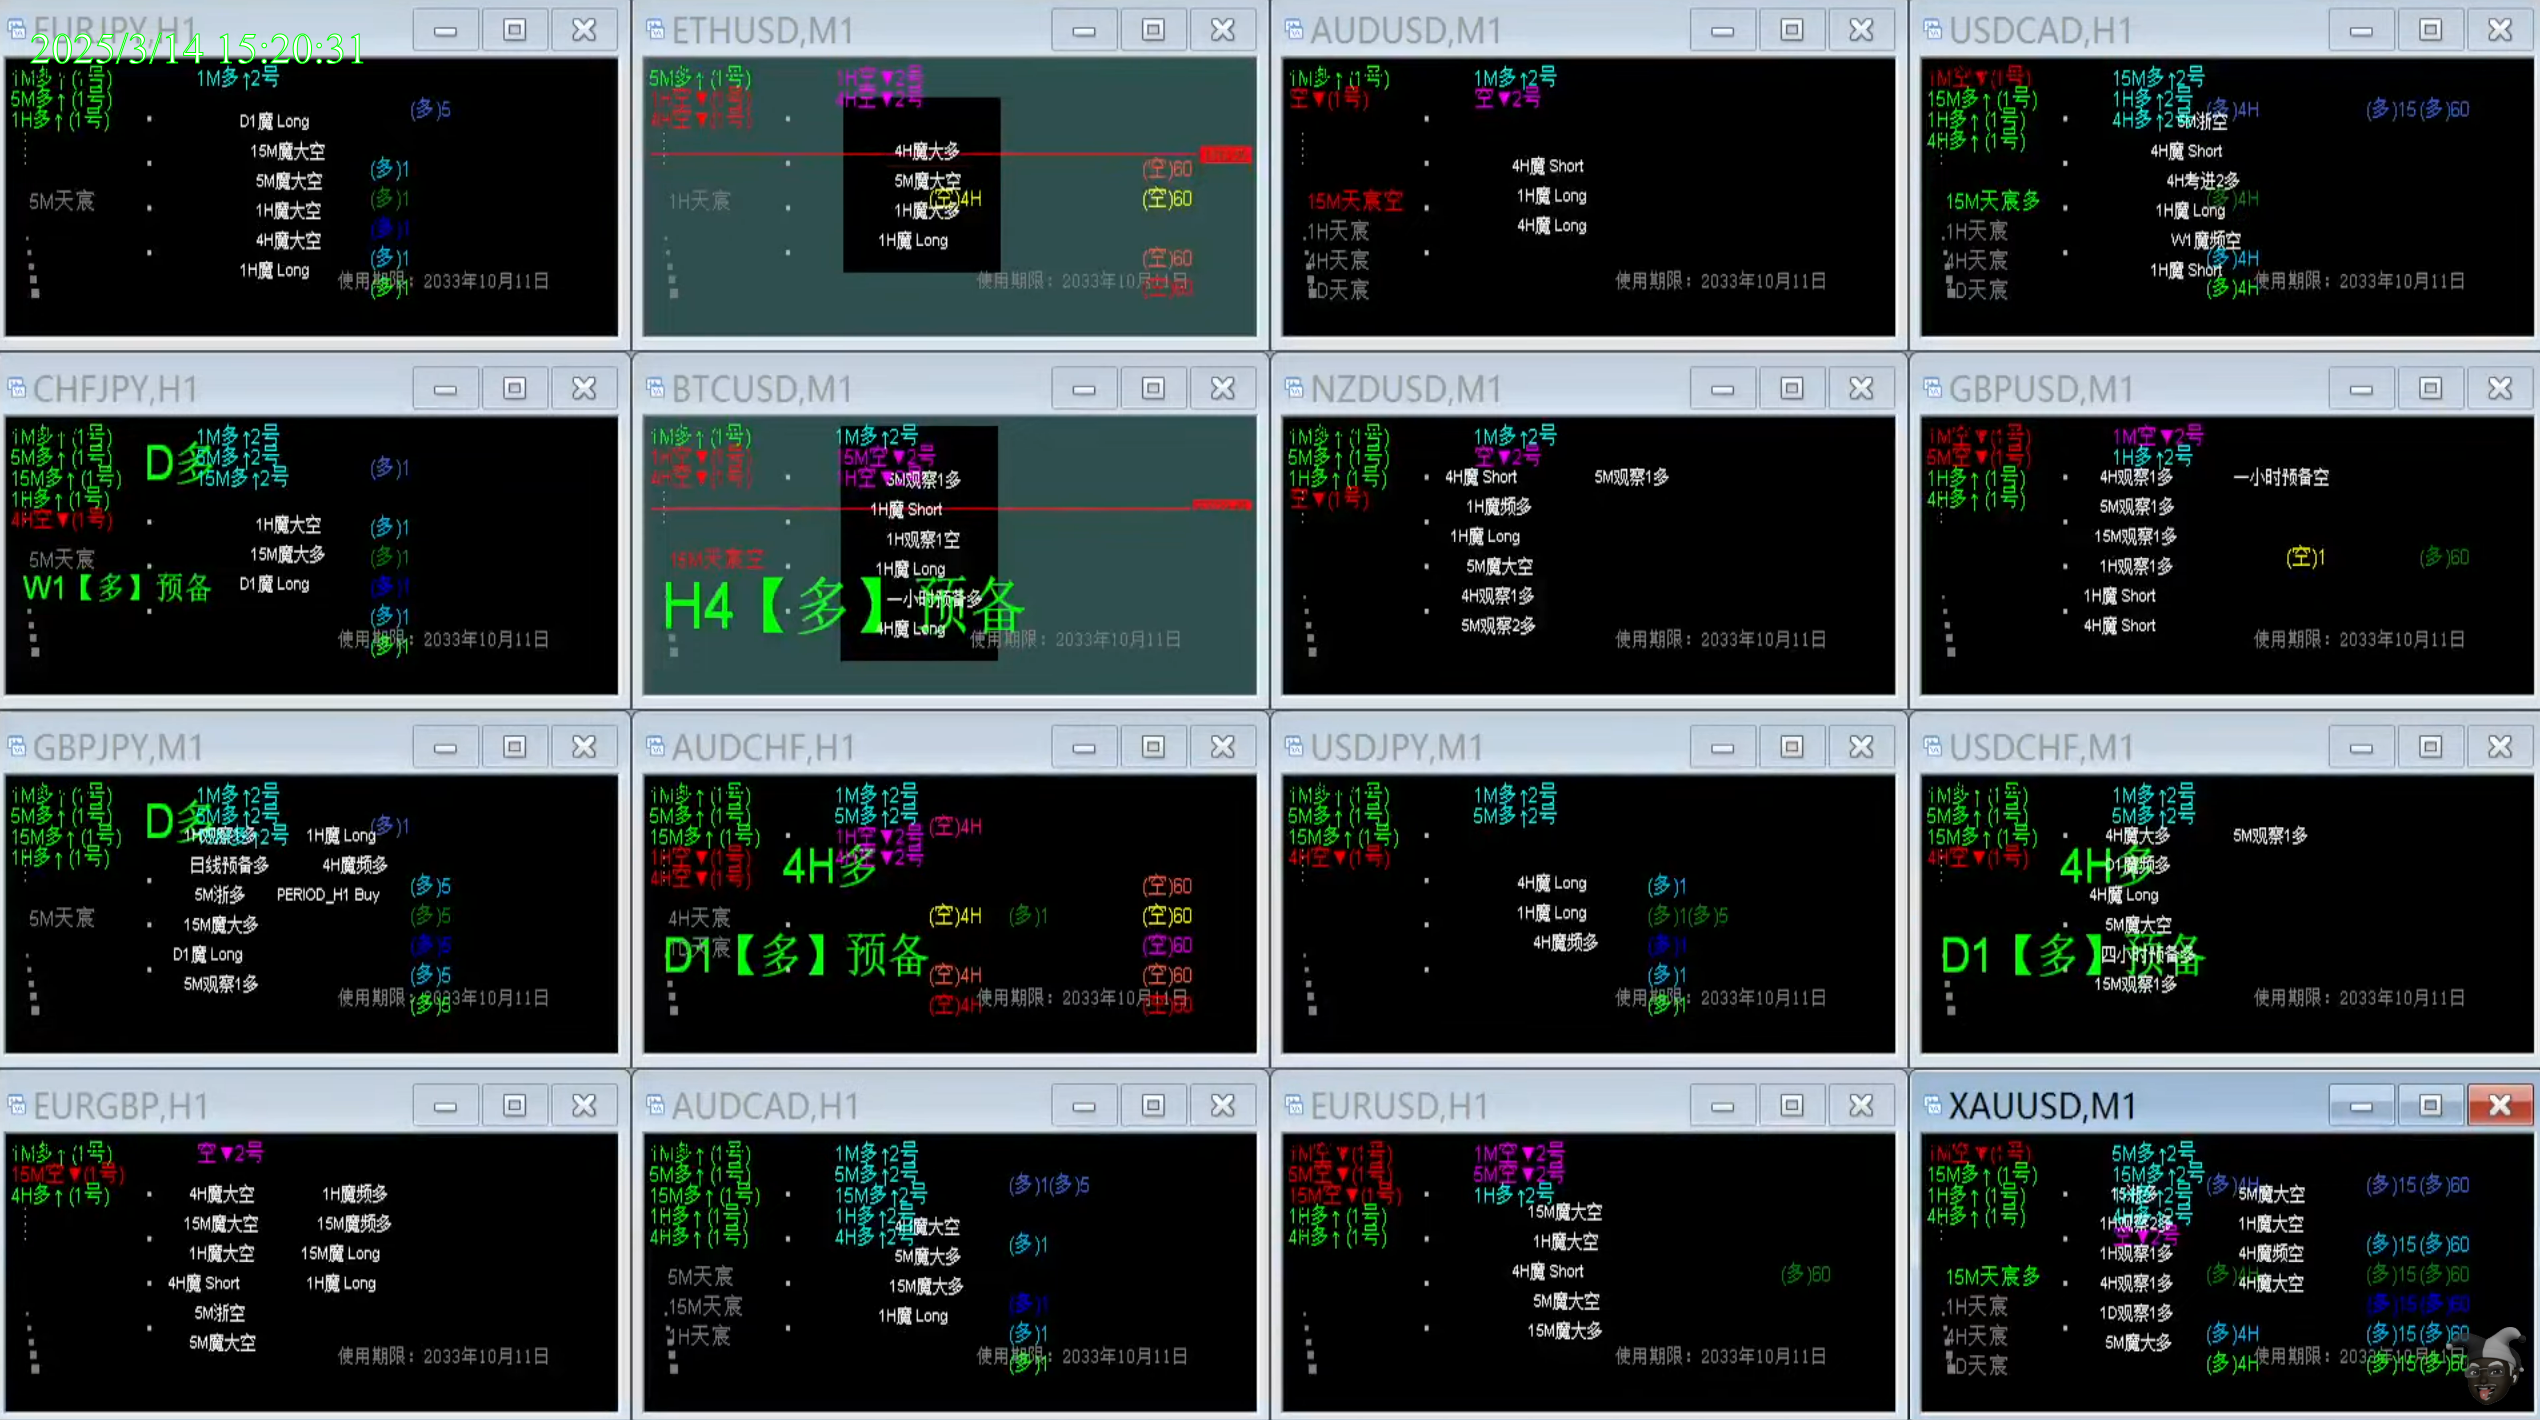 EURJPY,H1
2025/3/14 15:20:31
1M多↑(1号)
1M多↑2号
5M多↑(1号)
(多)5
1H多↑(1号)
D1魔 Long
15M魔大空
(多)1
5M魔大空
5M天宸
(多)1
1H魔大空
(多)1
4H魔大空
(多)1
1H魔 Long
使用期限：2033年10月11日
(多)1
ETHUSD,M1
5M多↑(1号)
1H空▼2号
1H空▼(1号)
4H空▼2号
4H空▼(1号)
4H魔大多
(空)60
5M魔大空
1H天宸
(空)4H
(空)60
1H魔大多
1H魔 Long
(空)60
使用期限：2033年10月11日
(空)60
AUDUSD,M1
1M多↑(1号)
1M多↑2号
空▼(1号)
空▼2号
4H魔 Short
15M天宸空
1H魔 Long
1H天宸
4H魔 Long
4H天宸
D天宸
使用期限：2033年10月11日
USDCAD,H1
1M空▼(1号)
15M多↑2号
15M多↑(1号)
1H多↑2号
(多)4H
(多)15(多)60
1H多↑(1号)
4H多↑2号
5M浙空
4H多↑(1号)
4H魔 Short
4H考进2多
15M天宸多
(多)4H
1H魔 Long
1H天宸
W1魔频空
4H天宸
(多)4H
1H魔 Short
D天宸
(多)4H
使用期限：2033年10月11日
CHFJPY,H1
1M多↑(1号)
1M多↑2号
5M多↑(1号)
D多
5M多↑2号
(多)1
15M多↑(1号)
15M多↑2号
1H多↑(1号)
4H空▼(1号)
1H魔大空
(多)1
5M天宸
15M魔大多
(多)1
W1【多】预备
D1魔 Long
(多)1
(多)1
使用期限：2033年10月11日
(多)1
BTCUSD,M1
1M多↑(1号)
1M多↑2号
1H空▼(1号)
5M空▼2号
4H空▼(1号)
1H空▼2号
5M观察1多
1H魔 Short
1H观察1空
15M天宸空
1H魔 Long
H4【多】预备
一小时预备多
4H魔 Long
使用期限：2033年10月11日
NZDUSD,M1
1M多↑(1号)
1M多↑2号
5M多↑(1号)
空▼2号
1H多↑(1号)
4H魔 Short
5M观察1多
空▼(1号)
1H魔频多
1H魔 Long
5M魔大空
4H观察1多
5M观察2多
使用期限：2033年10月11日
GBPUSD,M1
1M空▼(1号)
1M空▼2号
5M空▼(1号)
1H多↑2号
1H多↑(1号)
4H观察1多
一小时预备空
4H多↑(1号)
5M观察1多
15M观察1多
1H观察1多
(空)1
(多)60
1H魔 Short
4H魔 Short
使用期限：2033年10月11日
GBPJPY,M1
1M多↑(1号)
1M多↑2号
5M多↑(1号)
D多
5M多↑2号
(多)1
15M多↑(1号)
1H观察1多
1H魔 Long
1H多↑(1号)
日线预备多
4H魔频多
5M浙多
PERIOD_H1 Buy
(多)5
5M天宸
15M魔大多
(多)5
D1魔 Long
(多)5
5M观察1多
(多)5
使用期限：2033年10月11日
(多)5
AUDCHF,H1
1M多↑(1号)
1M多↑2号
5M多↑(1号)
5M多↑2号
(空)4H
15M多↑(1号)
1H空▼2号
1H空▼(1号)
4H多
4H空▼2号
4H空▼(1号)
(空)60
4H天宸
(空)4H
(多)1
(空)60
1D天宸
D1【多】预备
(空)60
(空)4H
(空)60
(空)4H
使用期限：2033年10月11日
(空)60
USDJPY,M1
1M多↑(1号)
1M多↑2号
5M多↑(1号)
5M多↑2号
15M多↑(1号)
4H空▼(1号)
4H魔 Long
(多)1
1H魔 Long
(多)1(多)5
4H魔频多
(多)1
(多)1
使用期限：2033年10月11日
(多)1
USDCHF,M1
1M多↑(1号)
1M多↑2号
5M多↑(1号)
5M多↑2号
15M多↑(1号)
4H魔大多
5M观察1多
4H空▼(1号)
4H多
D1魔频多
4H魔 Long
5M魔大空
D1【多】预备
四小时预备多
15M观察1多
使用期限：2033年10月11日
EURGBP,H1
1M多↑(1号)
空▼2号
15M空▼(1号)
4H多↑(1号)
4H魔大空
1H魔频多
15M魔大空
15M魔频多
1H魔大空
15M魔 Long
4H魔 Short
1H魔 Long
5M浙空
5M魔大空
使用期限：2033年10月11日
AUDCAD,H1
1M多↑(1号)
1M多↑2号
5M多↑(1号)
5M多↑2号
15M多↑(1号)
15M多↑2号
(多)1(多)5
1H多↑(1号)
1H多↑2号
4H多↑(1号)
4H多↑2号
4H魔大空
(多)1
5M魔大多
5M天宸
15M魔大多
15M天宸
1H魔 Long
(多)1
1H天宸
(多)1
使用期限：2033年10月11日
(多)1
EURUSD,H1
1M空▼(1号)
1M空▼2号
5M空▼(1号)
5M空▼2号
15M空▼(1号)
1H多↑2号
1H多↑(1号)
15M魔大空
4H多↑(1号)
1H魔大空
4H魔 Short
(多)60
5M魔大空
15M魔大多
使用期限：2033年10月11日
XAUUSD,M1
1M空▼(1号)
5M多↑2号
15M多↑(1号)
15M多↑2号
(多)4H
(多)15(多)60
1H多↑(1号)
5M魔大空
4H多↑(1号)
4H多↑2号
1H观察2多
1H魔大空
空▼2号
(多)15(多)60
1H观察1多
4H魔频空
15M天宸多
4H观察1多
(多)4H
4H魔大空
(多)15(多)60
1H天宸
1D观察1多
(多)15(多)60
4H天宸
5M魔大多
(多)4H
(多)15(多)60
D天宸
(多)4H
使用期限：2033年10月11日
(多)15(多)60